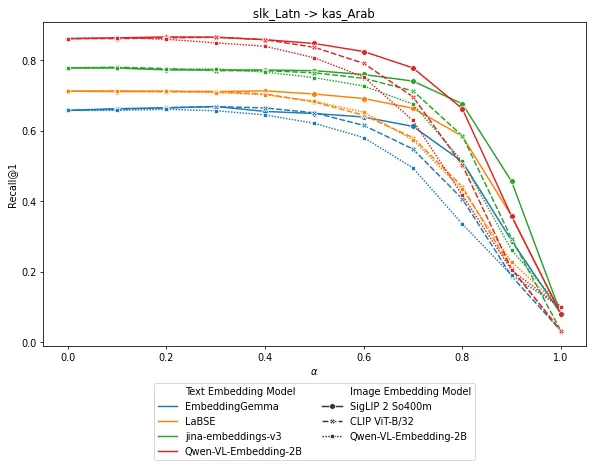 slk_Latn -> kas_Arab
Recall@1
0.8
0.6
0.4
0.2
0.0
0.0 0.2 0.4 0.6 0.8 1.0
α
Text Embedding Model Image Embedding Model
EmbeddingGemma SigLIP 2 So400m
LaBSE CLIP ViT-B/32
jina-embeddings-v3 Qwen-VL-Embedding-2B
Qwen-VL-Embedding-2B